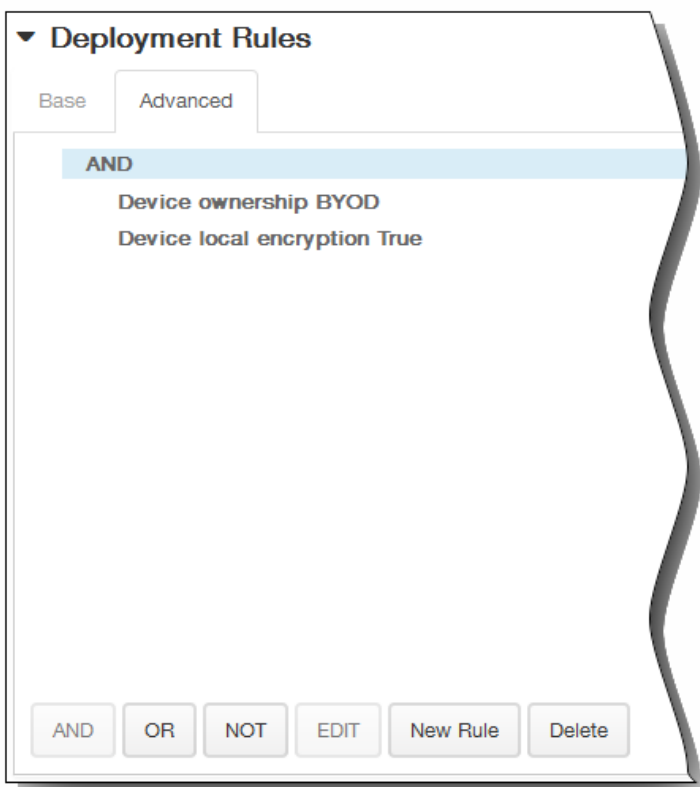 Deployment Rules
Base Advanced
AND
Device ownership BYOD
Device local encryption True
AND OR NOT EDIT New Rule Delete